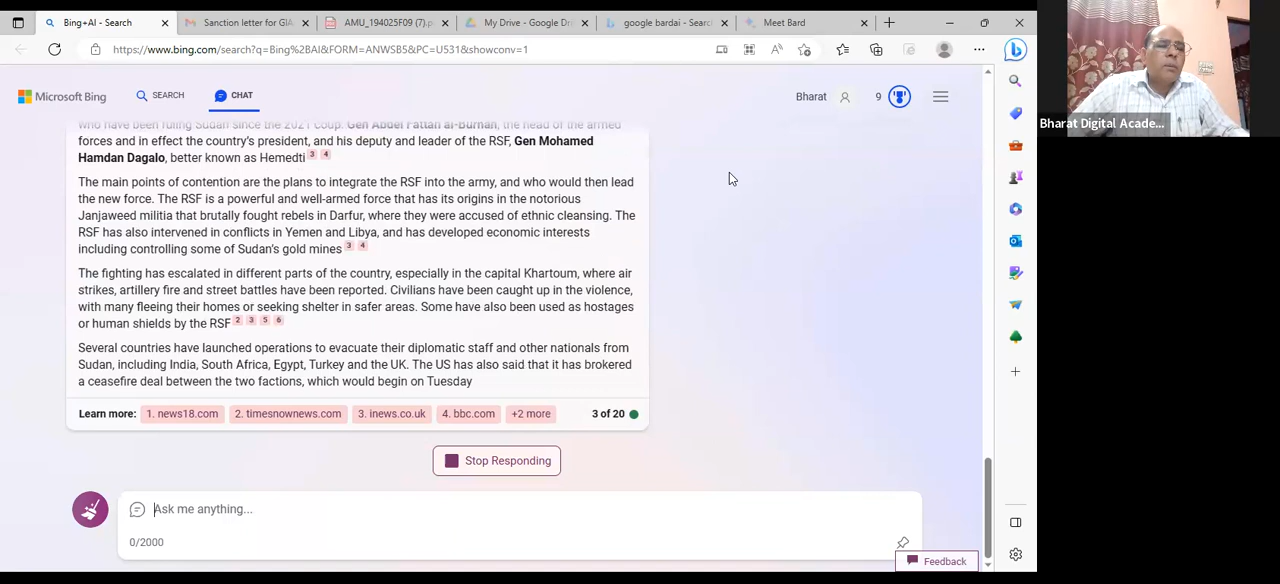 Bing+AI - Search
Sanction letter for GIA
AMU_194025F09 (7).p
My Drive - Google Dri
google bardai - Searc
Meet Bard
https://www.bing.com/search?q=Bing%2BAI&FORM=ANWSB5&PC=U531&showconv=1
Microsoft Bing
SEARCH
CHAT
Bharat
9
who have been ruling Sudan since the 2021 coup: Gen Abdel Fattah al-Burhan, the head of the armed
forces and in effect the country's president, and his deputy and leader of the RSF, Gen Mohamed
Hamdan Dagalo, better known as Hemedti 3 4
The main points of contention are the plans to integrate the RSF into the army, and who would then lead
the new force. The RSF is a powerful and well-armed force that has its origins in the notorious
Janjaweed militia that brutally fought rebels in Darfur, where they were accused of ethnic cleansing. The
RSF has also intervened in conflicts in Yemen and Libya, and has developed economic interests
including controlling some of Sudan's gold mines 3 4
The fighting has escalated in different parts of the country, especially in the capital Khartoum, where air
strikes, artillery fire and street battles have been reported. Civilians have been caught up in the violence,
with many fleeing their homes or seeking shelter in safer areas. Some have also been used as hostages
or human shields by the RSF 2 3 5 6
Several countries have launched operations to evacuate their diplomatic staff and other nationals from
Sudan, including India, South Africa, Egypt, Turkey and the UK. The US has also said that it has brokered
a ceasefire deal between the two factions, which would begin on Tuesday
Learn more: 1. news18.com 2. timesnownews.com 3. inews.co.uk 4. bbc.com +2 more 3 of 20
Stop Responding
Ask me anything...
0/2000
Feedback
Bharat Digital Acade...